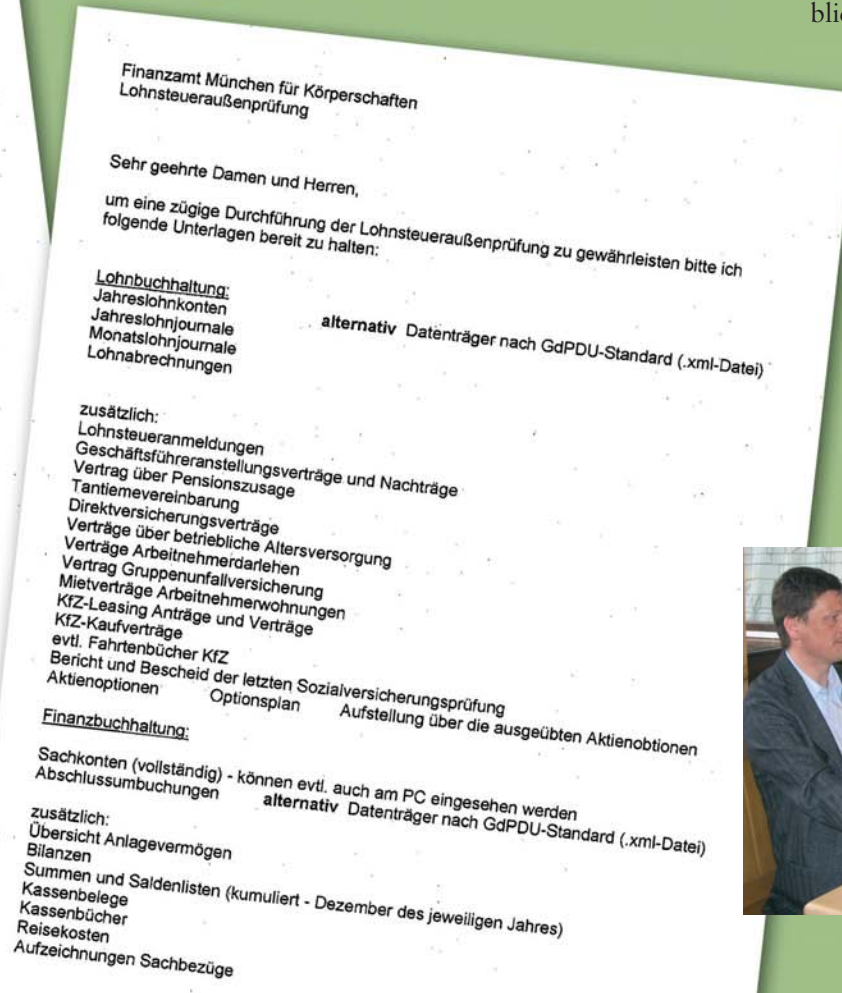 Finanzamt München für Körperschaften
Lohnsteueraußenprüfung
Sehr geehrte Damen und Herren,
um eine zügige Durchführung der Lohnsteueraußenprüfung zu gewährleisten bitte ich
folgende Unterlagen bereit zu halten:
Lohnbuchhaltung:
Jahreslohnkonten
Jahreslohnjournale alternativ Datenträger nach GdPDU-Standard (.xml-Datei)
Monatslohnjournale
Lohnabrechnungen
zusätzlich:
Lohnsteueranmeldungen
Geschäftsführeranstellungsverträge und Nachträge
Vertrag über Pensionszusage
Tantiemevereinbarung
Direktversicherungsverträge
Verträge über betriebliche Altersversorgung
Verträge Arbeitnehmerdarlehen
Vertrag Gruppenunfallversicherung
Mietverträge Arbeitnehmerwohnungen
KfZ-Leasing Anträge und Verträge
KfZ-Kaufverträge
evtl. Fahrtenbücher KfZ
Bericht und Bescheid der letzten Sozialversicherungsprüfung
Aktienoptionen Optionsplan Aufstellung über die ausgeübten Aktienobtionen
Finanzbuchhaltung:
Sachkonten (vollständig) - können evtl. auch am PC eingesehen werden
Abschlussumbuchungen alternativ Datenträger nach GdPDU-Standard (.xml-Datei)
zusätzlich:
Übersicht Anlagevermögen
Bilanzen
Summen und Saldenlisten (kumuliert - Dezember des jeweiligen Jahres)
Kassenbelege
Kassenbücher
Reisekosten
Aufzeichnungen Sachbezüge